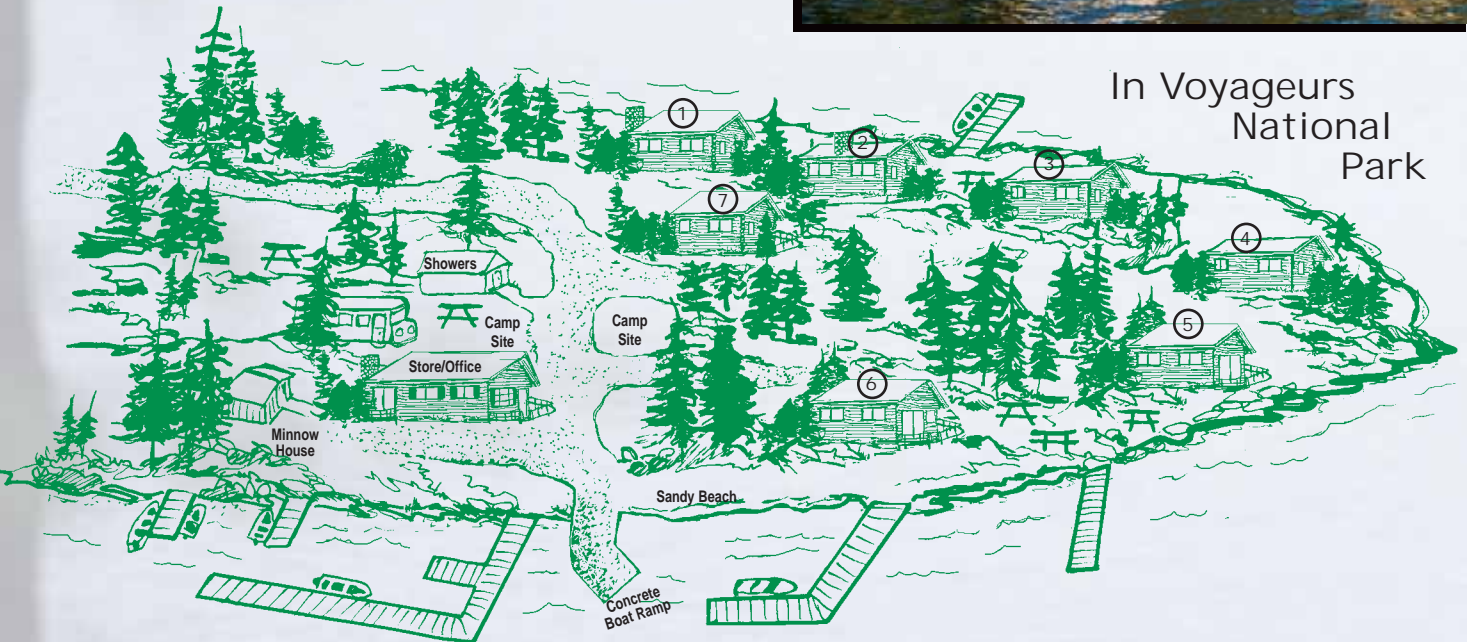 In Voyageurs
National
Park
1
2
3
7
4
5
6
Showers
Camp
Site
Camp
Site
Store/Office
Minnow
House
Sandy Beach
Concrete
Boat Ramp